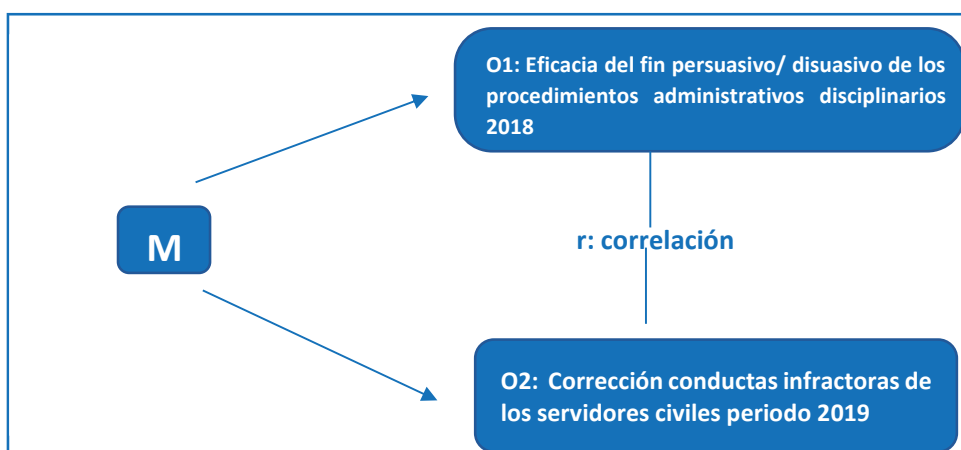 O1: Eficacia del fin persuasivo/ disuasivo de los
procedimientos administrativos disciplinarios
2018
M
r: correlación
O2: Corrección conductas infractoras de
los servidores civiles periodo 2019